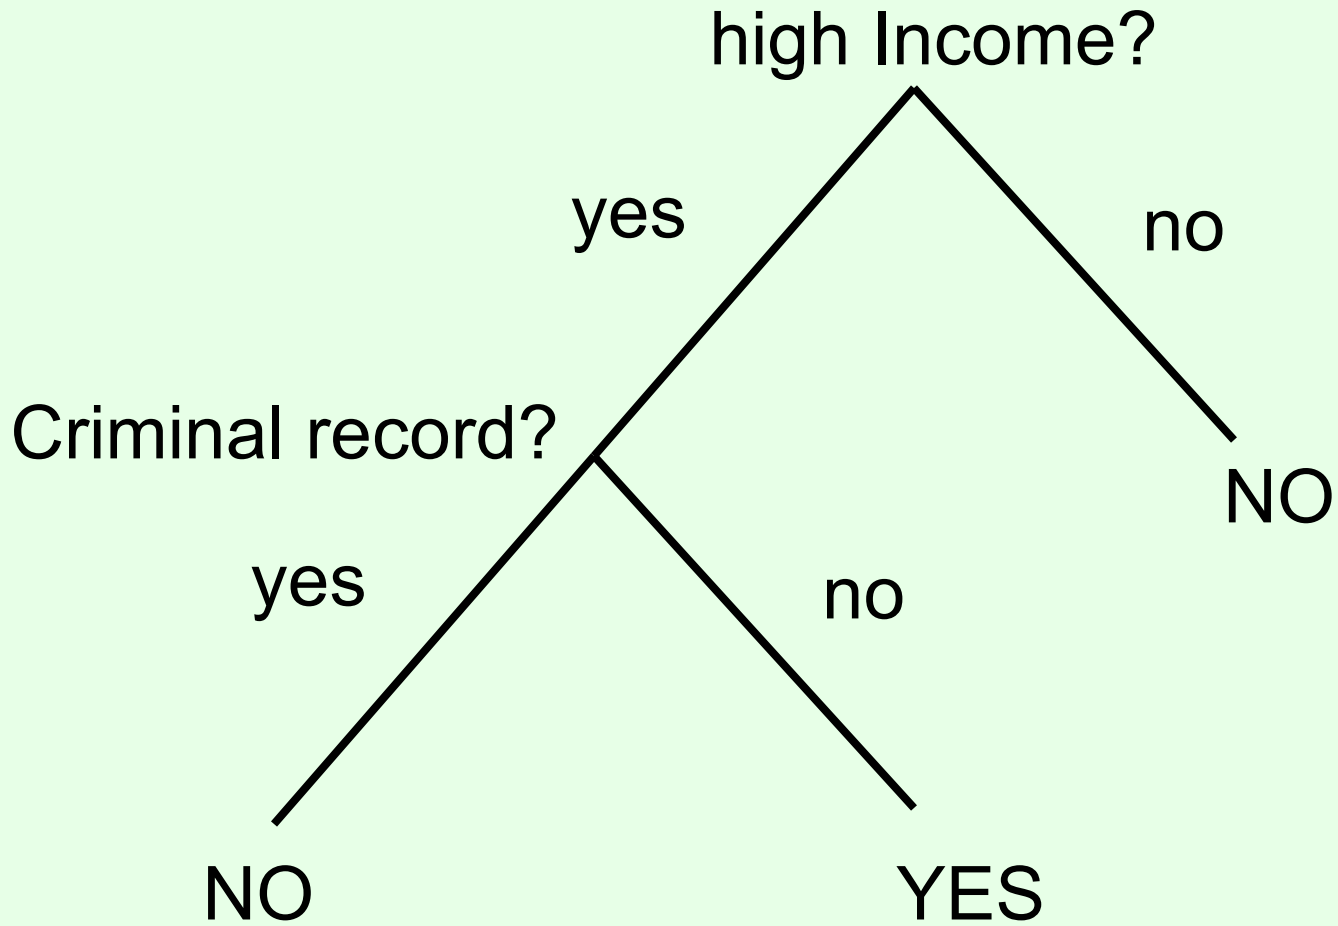 high Income?
yes
no
Criminal record?
NO
yes
no
NO
YES